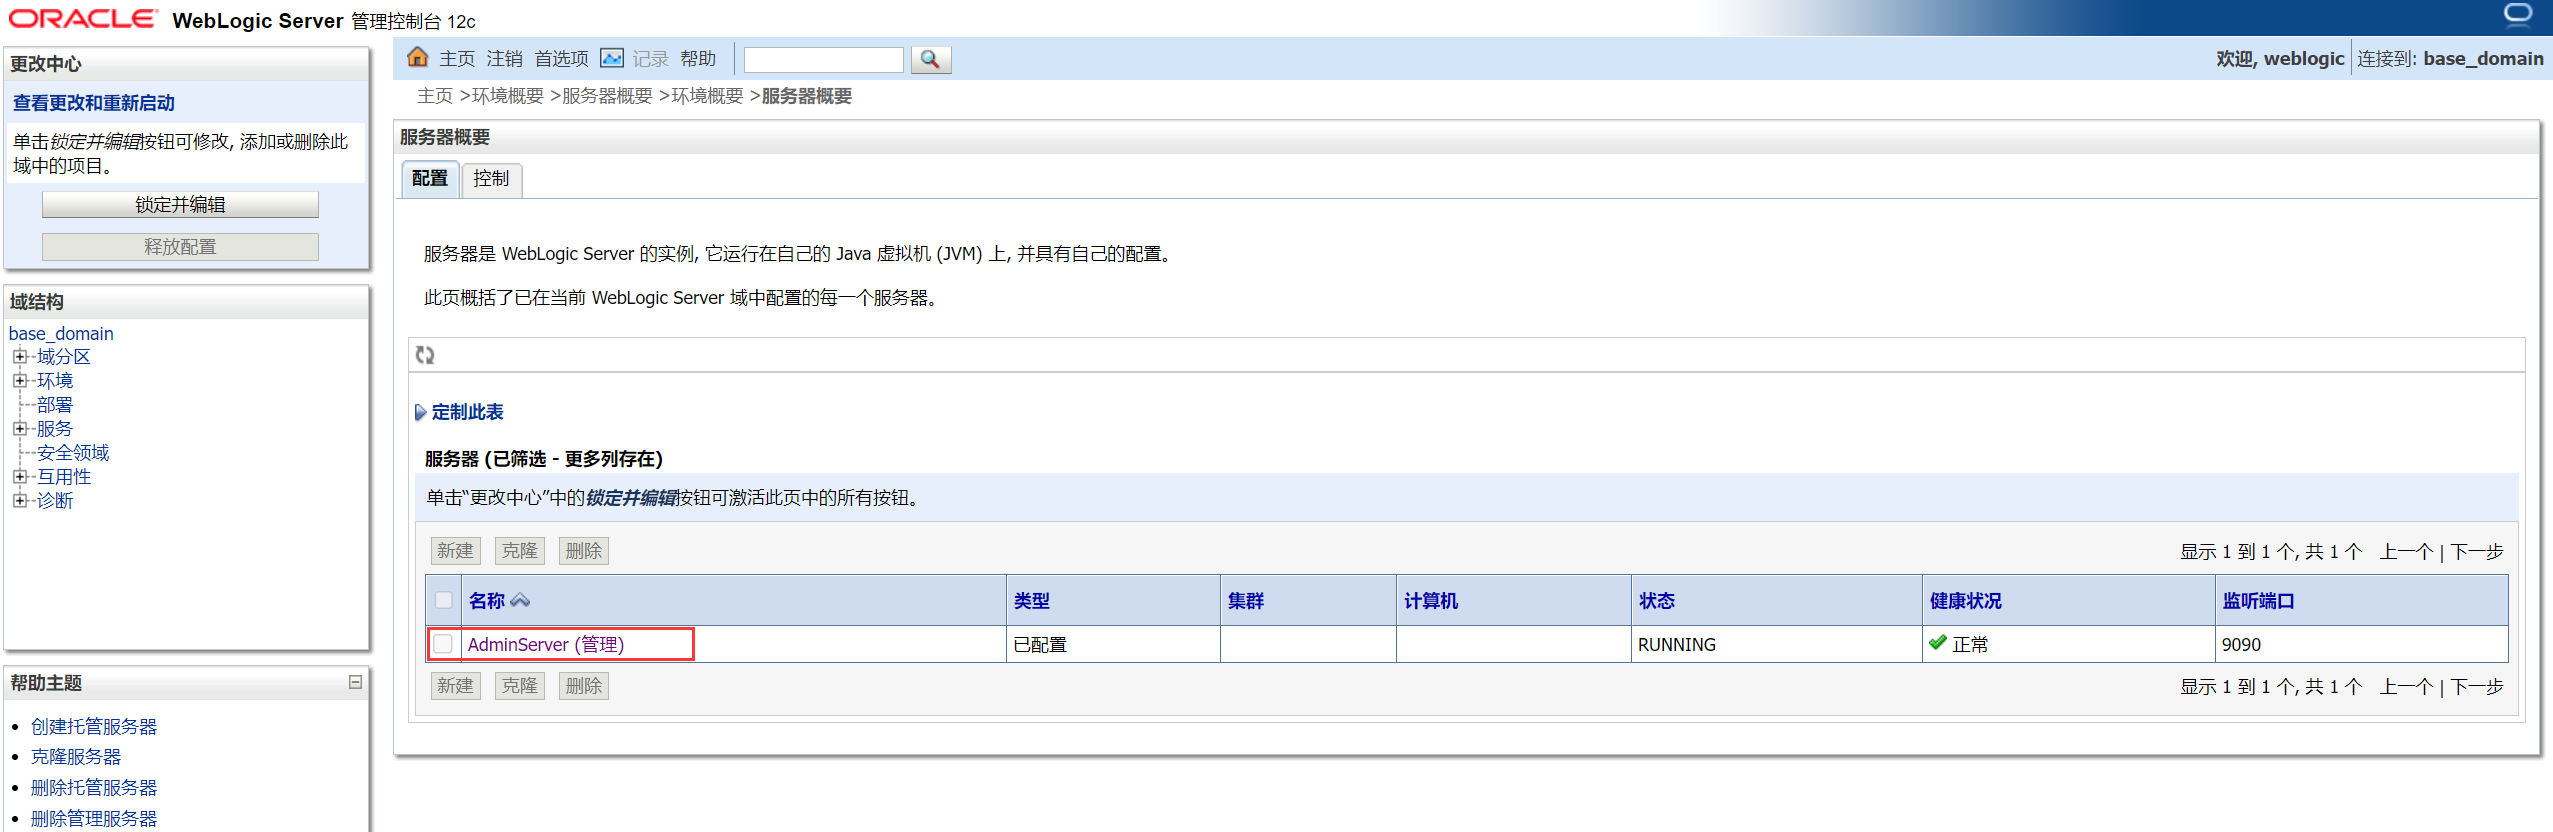 ORACLE WebLogic Server 管理控制台 12c
更改中心
查看更改和重新启动
单击锁定并编辑按钮可修改, 添加或删除此
域中的项目。
锁定并编辑
释放配置
域结构
base_domain
域分区
环境
部署
服务
安全领域
互用性
诊断
帮助主题
创建托管服务器
克隆服务器
删除托管服务器
删除管理服务器
主页 注销 首选项 记录 帮助
欢迎, weblogic 连接到: base_domain
主页 >环境概要 >服务器概要 >环境概要 >服务器概要
服务器概要
配置 控制
服务器是 WebLogic Server 的实例, 它运行在自己的 Java 虚拟机 (JVM) 上, 并具有自己的配置。
此页概括了已在当前 WebLogic Server 域中配置的每一个服务器。
定制此表
服务器 (已筛选 - 更多列存在)
单击“更改中心”中的锁定并编辑按钮可激活此页中的所有按钮。
新建 克隆 删除 显示 1 到 1 个, 共 1 个 上一个 | 下一步
名称 类型 集群 计算机 状态 健康状况 监听端口
AdminServer (管理) 已配置 RUNNING 正常 9090
新建 克隆 删除 显示 1 到 1 个, 共 1 个 上一个 | 下一步